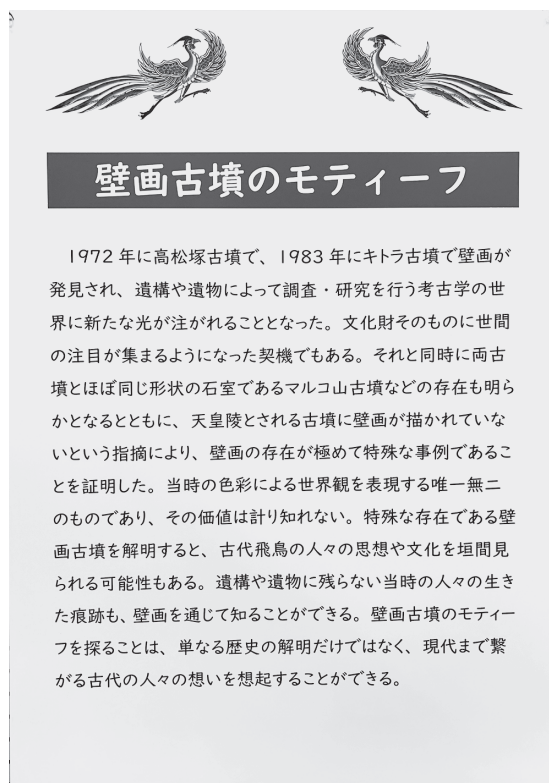 壁画古墳のモティーフ
1972年に高松塚古墳で、1983年にキトラ古墳で壁画が
発見され、遺構や遺物によって調査・研究を行う考古学の世
界に新たな光が注がれることとなった。文化財そのものに世間
の注目が集まるようになった契機でもある。それと同時に両古
墳とほぼ同じ形状の石室であるマルコ山古墳などの存在も明ら
かとなるとともに、天皇陵とされる古墳に壁画が描かれていな
いという指摘により、壁画の存在が極めて特殊な事例であるこ
とを証明した。当時の色彩による世界観を表現する唯一無二
のものであり、その価値は計り知れない。特殊な存在である壁
画古墳を解明すると、古代飛鳥の人々の思想や文化を垣間見
られる可能性もある。遺構や遺物に残らない当時の人々の生き
た痕跡も、壁画を通じて知ることができる。壁画古墳のモティー
フを探ることは、単なる歴史の解明だけではなく、現代まで繋
がる古代の人々の想いを想起することができる。